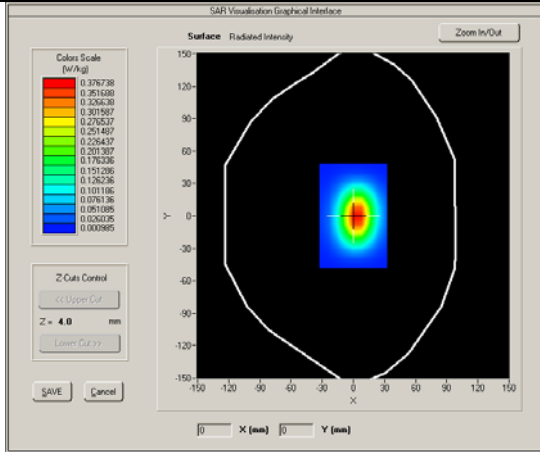 SAR Visualisation Graphical Interface
Surface Radiated Intensity
Zoom In/Out
Colors Scale
(W/kg)
0.376738
0.351688
0.326638
0.301587
0.276537
0.251487
0.226437
0.201387
0.176336
0.151286
0.126236
0.101186
0.076136
0.051085
0.026035
0.000985
150
120
90
60
30
0
-30
-60
-90
-120
-150
Y
-150 -120 -90 -60 -30 0 30 60 90 120 150
X
Z-Cuts Control
<< Upper Cut
Z = 4.0 mm
Lower Cut >>
SAVE Cancel
0 X (mm) 0 Y (mm)